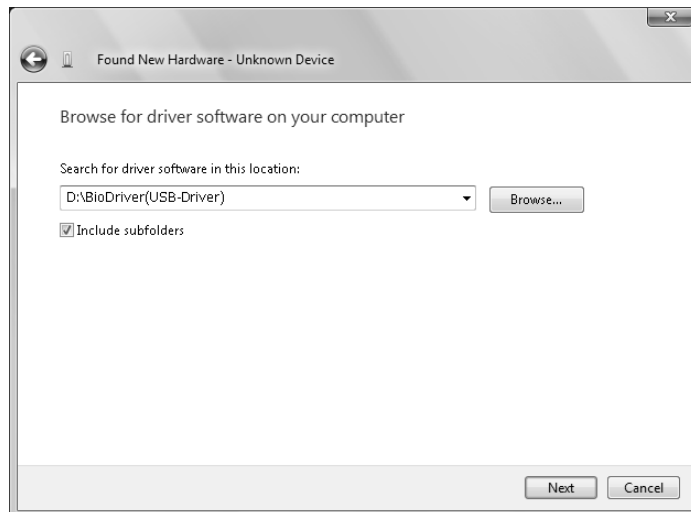 Found New Hardware - Unknown Device
Browse for driver software on your computer
Search for driver software in this location:
D:\BioDriver(USB-Driver)
Browse...
Include subfolders
Next
Cancel